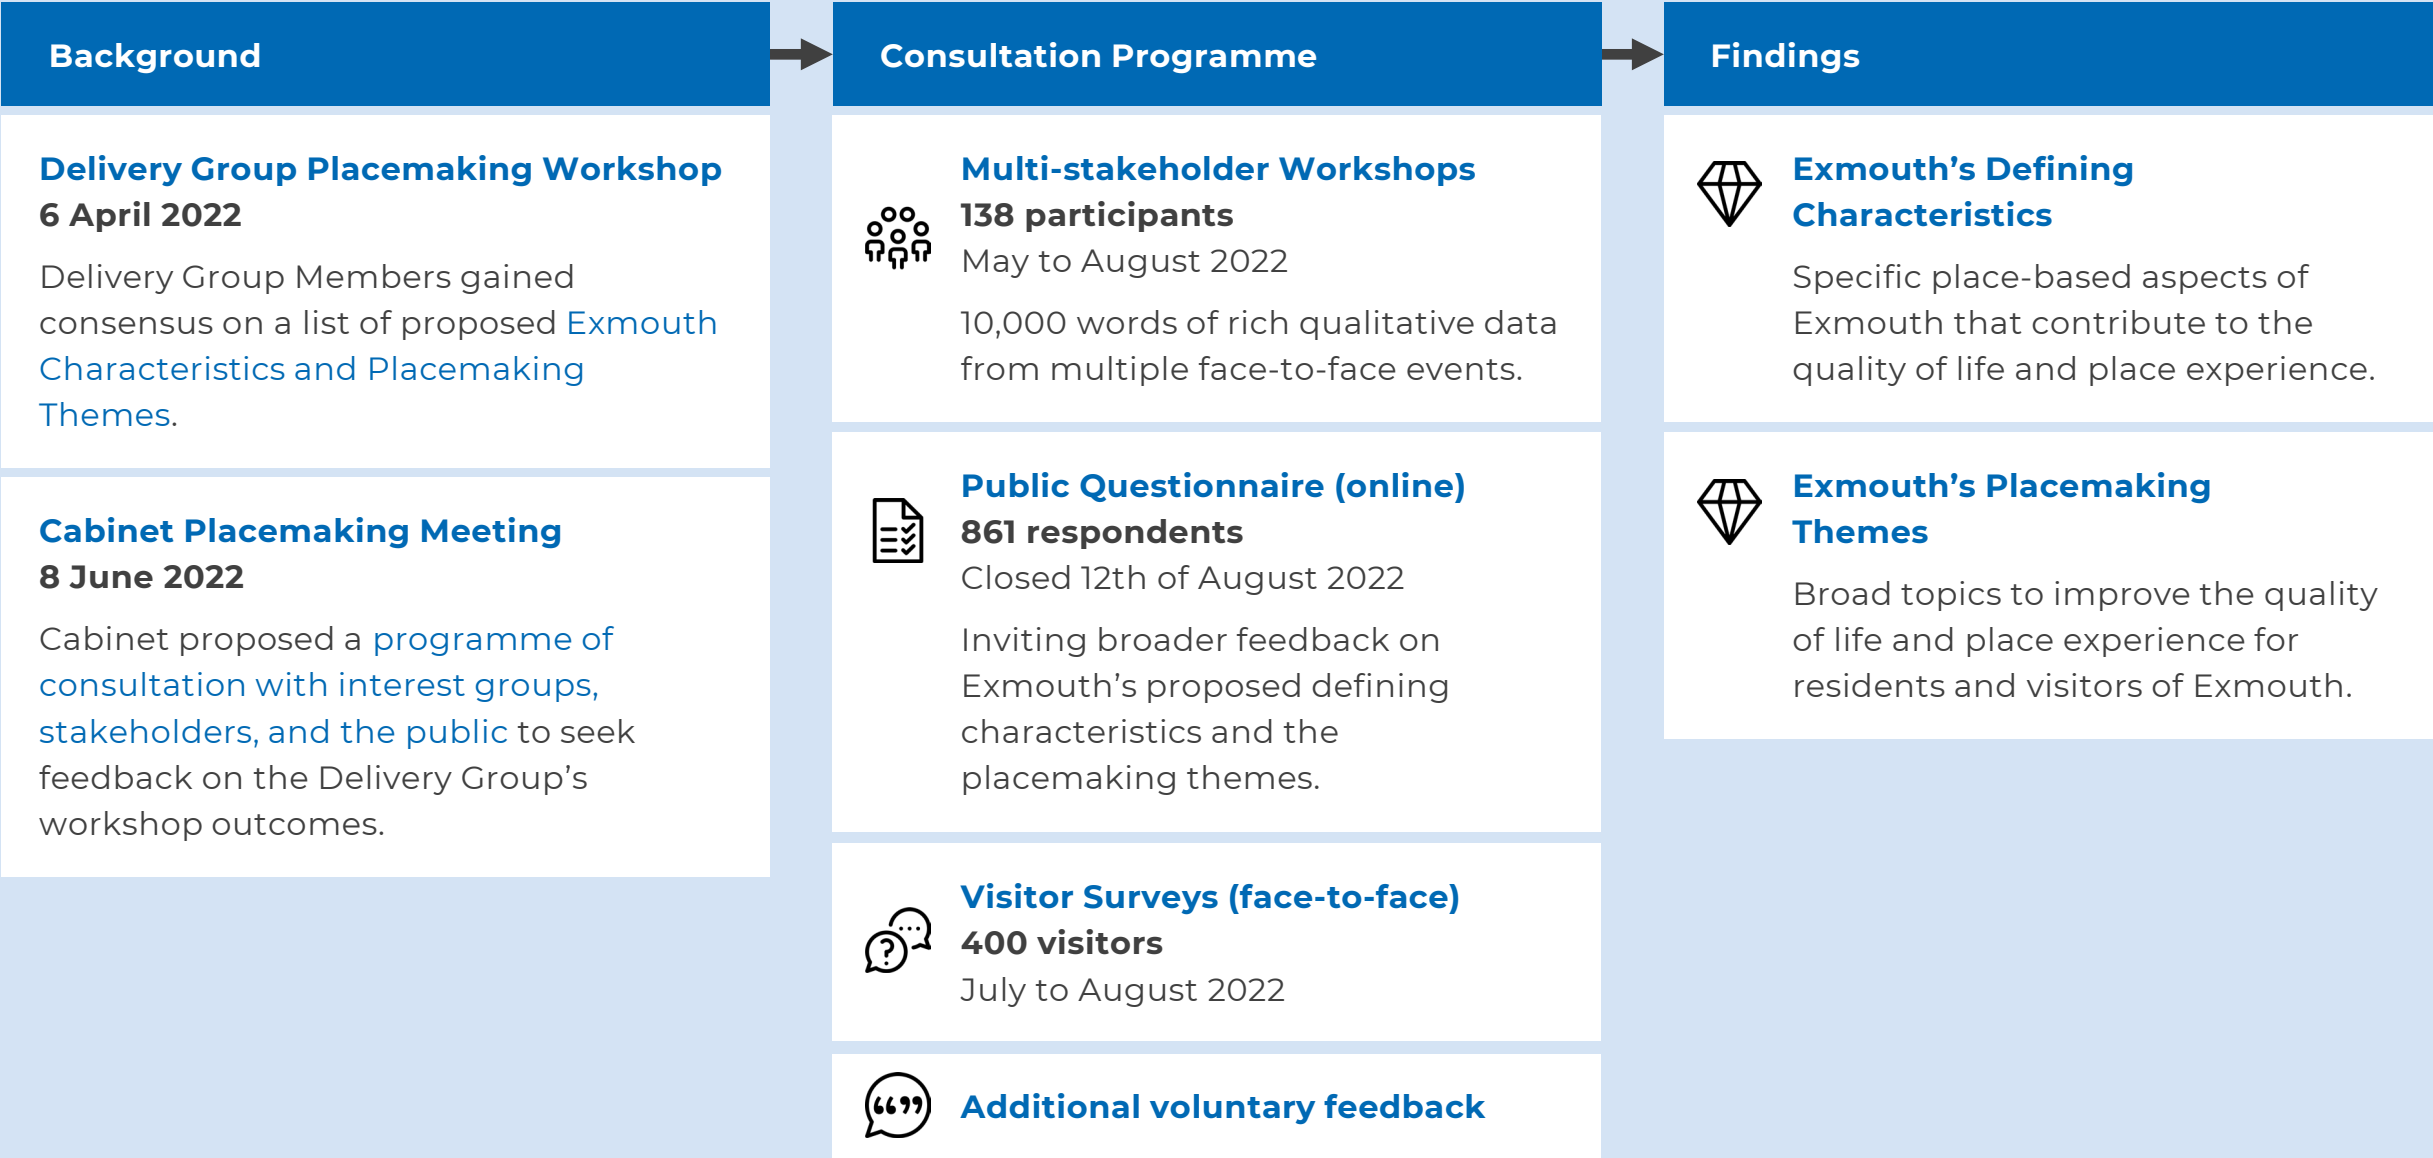 Background
Delivery Group Placemaking Workshop
6 April 2022
Delivery Group Members gained
consensus on a list of proposed Exmouth
Characteristics and Placemaking
Themes.
Cabinet Placemaking Meeting
8 June 2022
Cabinet proposed a programme of
consultation with interest groups,
stakeholders, and the public to seek
feedback on the Delivery Group’s
workshop outcomes.
Consultation Programme
Multi-stakeholder Workshops
138 participants
May to August 2022
10,000 words of rich qualitative data
from multiple face-to-face events.
Public Questionnaire (online)
861 respondents
Closed 12th of August 2022
Inviting broader feedback on
Exmouth’s proposed defining
characteristics and the
placemaking themes.
Visitor Surveys (face-to-face)
400 visitors
July to August 2022
Additional voluntary feedback
Findings
Exmouth’s Defining
Characteristics
Specific place-based aspects of
Exmouth that contribute to the
quality of life and place experience.
Exmouth’s Placemaking
Themes
Broad topics to improve the quality
of life and place experience for
residents and visitors of Exmouth.